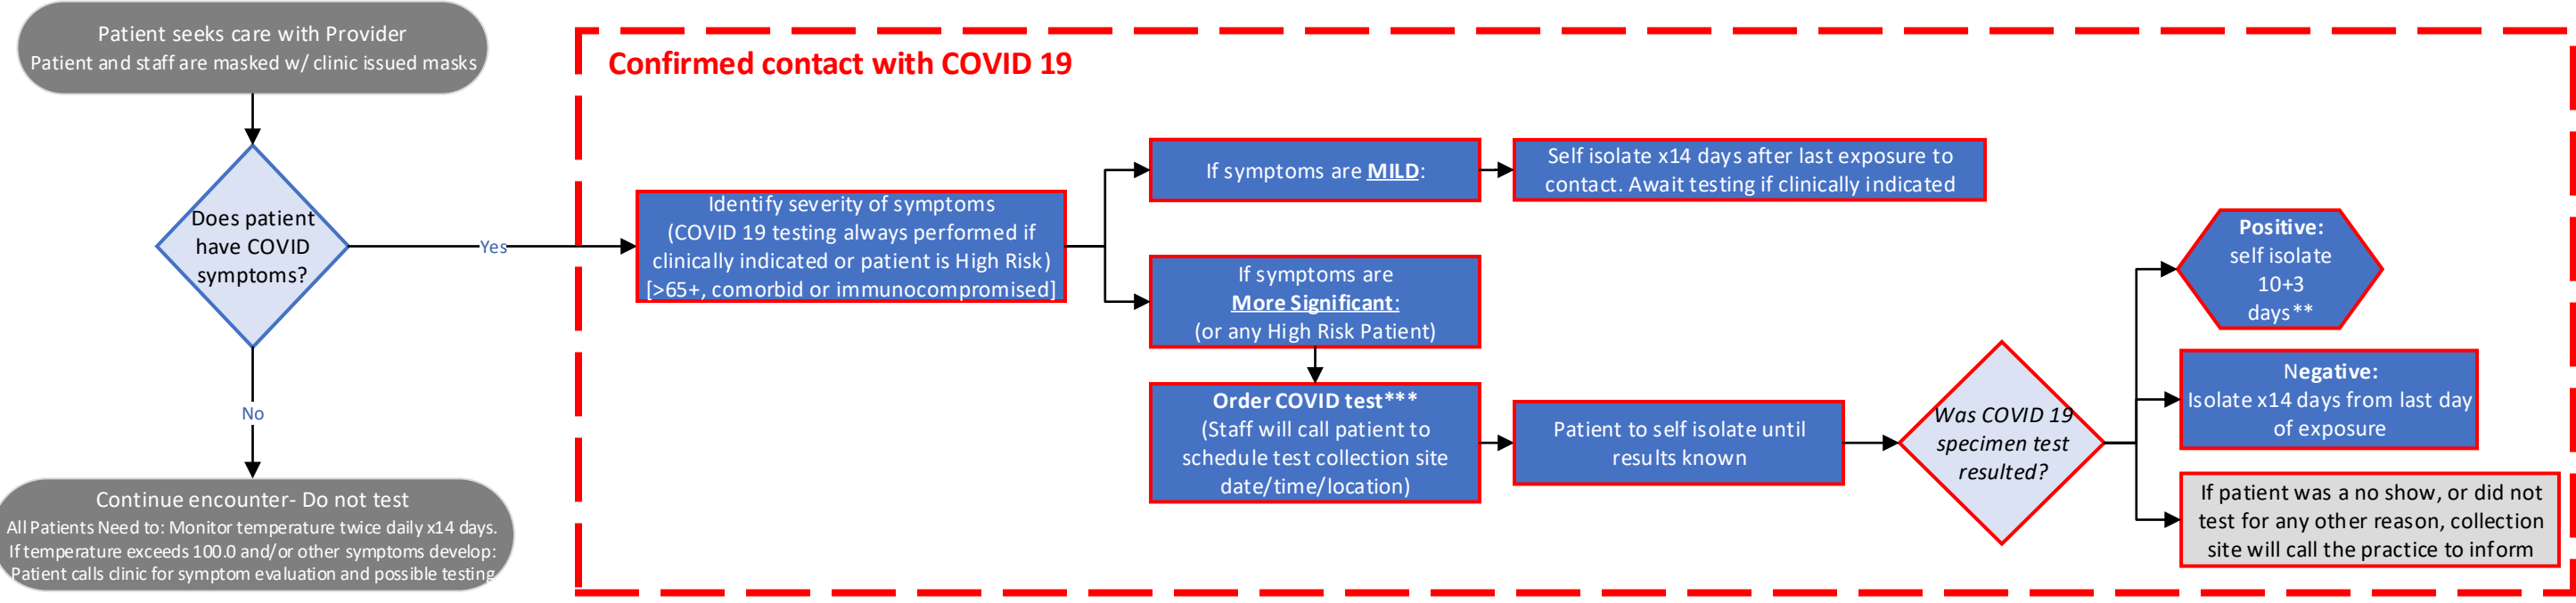 Patient seeks care with Provider
Patient and staff are masked w/ clinic issued masks
Confirmed contact with COVID 19
Does patient
have COVID
symptoms?
Yes
No
Continue encounter- Do not test
All Patients Need to: Monitor temperature twice daily x14 days.
If temperature exceeds 100.0 and/or other symptoms develop:
Patient calls clinic for symptom evaluation and possible testing
Identify severity of symptoms
(COVID 19 testing always performed if
clinically indicated or patient is High Risk)
[>65+, comorbid or immunocompromised]
If symptoms are MILD:
Self isolate x14 days after last exposure to
contact. Await testing if clinically indicated
If symptoms are
More Significant:
(or any High Risk Patient)
Order COVID test***
(Staff will call patient to
schedule test collection site
date/time/location)
Patient to self isolate until
results known
Was COVID 19
specimen test
resulted?
Positive:
self isolate
10+3
days**
Negative:
Isolate x14 days from last day
of exposure
If patient was a no show, or did not
test for any other reason, collection
site will call the practice to inform